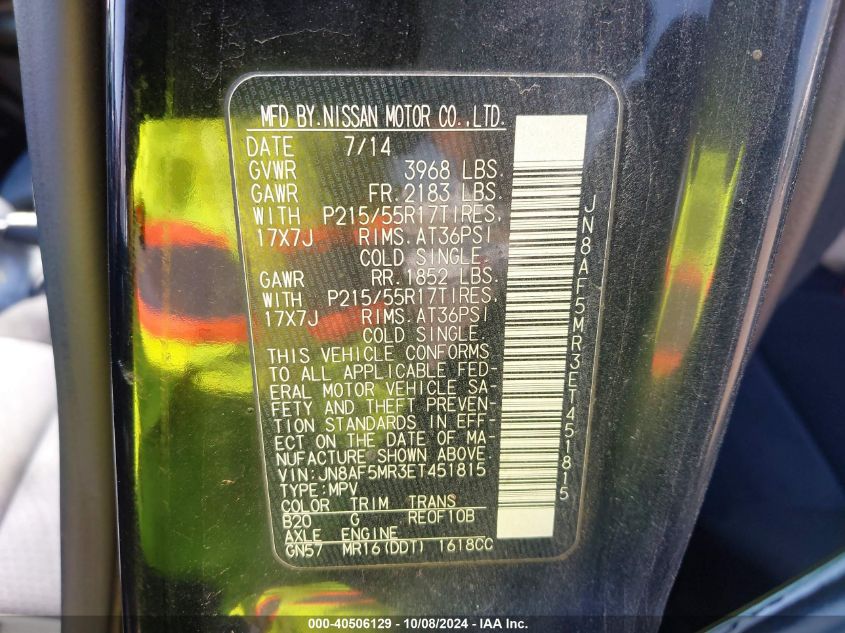 MFD BY.NISSAN MOTOR CO.,LTD.
DATE 7/14
GVWR 3968 LBS.
GAWR FR.2183 LBS.
WITH P215/55R17TIRES.
17X7J RIMS.AT36PSI
COLD SINGLE.
GAWR RR.1852 LBS.
WITH P215/55R17TIRES.
17X7J RIMS.AT36PSI
COLD SINGLE.
THIS VEHICLE CONFORMS
TO ALL APPLICABLE FED-
ERAL MOTOR VEHICLE SA-
FETY AND THEFT PREVEN-
TION STANDARDS IN EFF-
ECT ON THE DATE OF MA-
NUFACTURE SHOWN ABOVE
VIN:JN8AF5MR3ET451815
TYPE:MPV
COLOR TRIM TRANS
B20 G RE0F10B
AXLE ENGINE
GN57 MR16(DDT) 1618CC
JN8AF5MR3ET451815
000-40506129 - 10/08/2024 - IAA Inc.